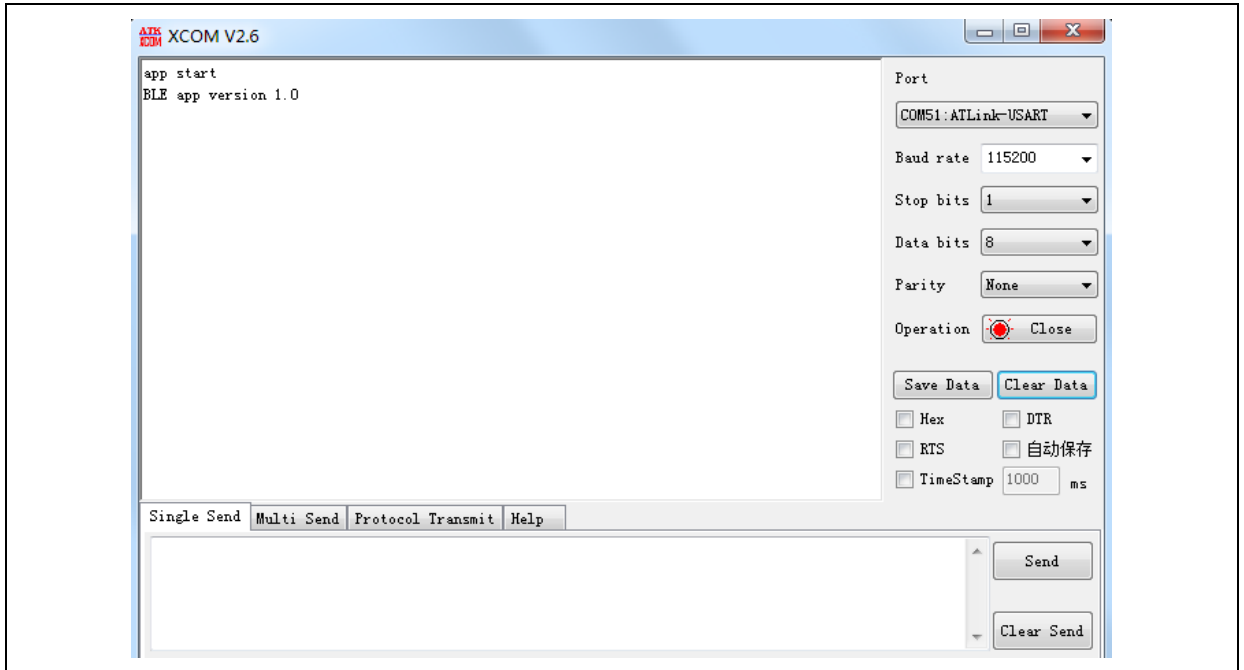 ATK
XCOM XCOM V2.6
app start
BLE app version 1.0
Port
COM51:ATLink-USART
Baud rate 115200
Stop bits 1
Data bits 8
Parity None
Operation Close
Save Data Clear Data
Hex DTR
RTS 自动保存
TimeStamp 1000 ms
Single Send Multi Send Protocol Transmit Help
Send
Clear Send